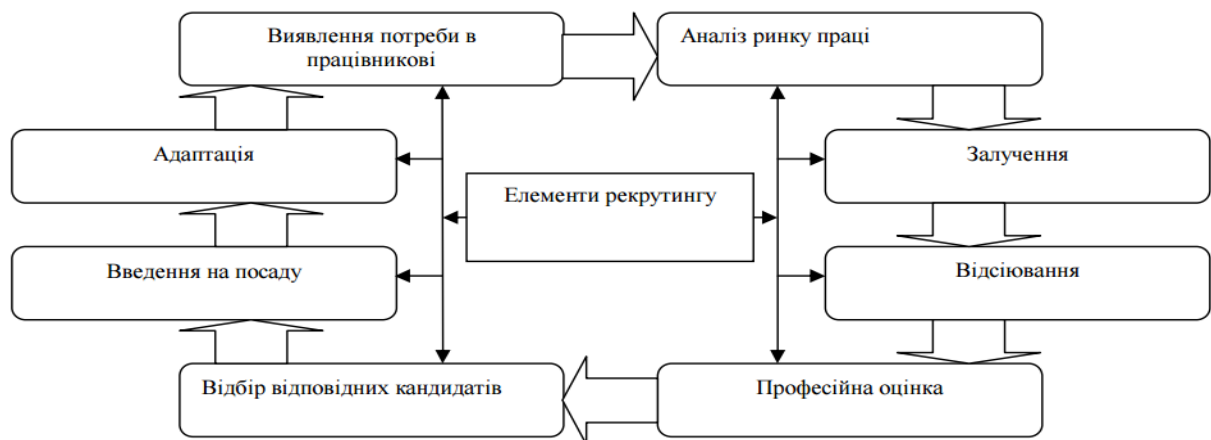 Виявлення потреби в
працівникові
Аналіз ринку праці
Адаптація
Залучення
Елементи рекрутингу
Введення на посаду
Відсіювання
Відбір відповідних кандидатів
Професійна оцінка